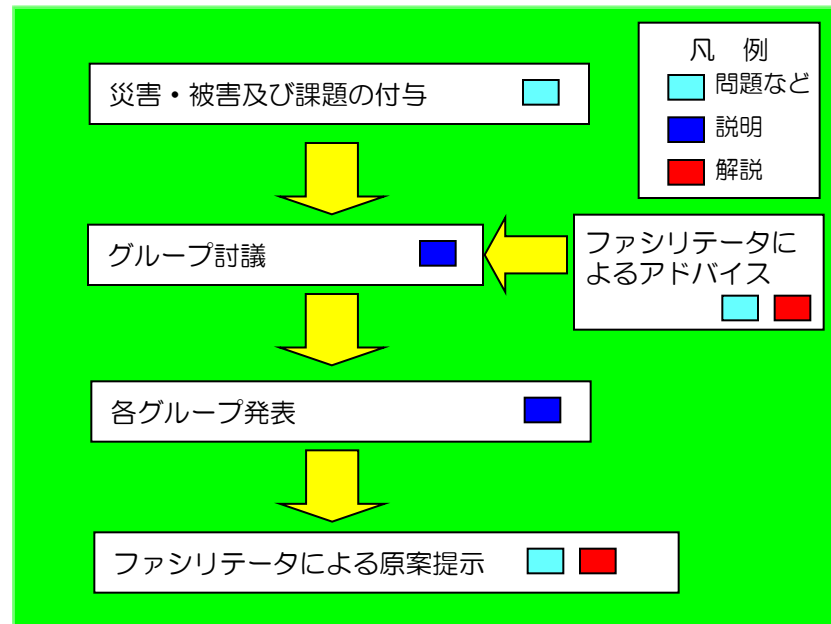 凡 例
問題など
説明
解説
災害・被害及び課題の付与
グループ討議
ファシリテータに
よるアドバイス
各グループ発表
ファシリテータによる原案提示